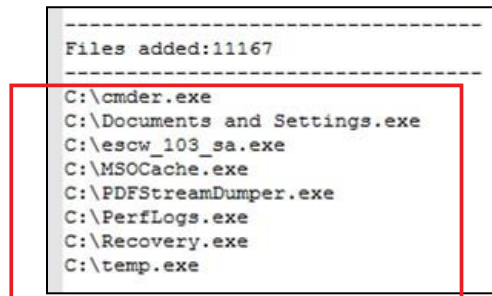 ----------------------------------
Files added:11167
----------------------------------
C:\cmder.exe
C:\Documents and Settings.exe
C:\escw_103_sa.exe
C:\MSOCache.exe
C:\PDFStreamDumper.exe
C:\PerfLogs.exe
C:\Recovery.exe
C:\temp.exe